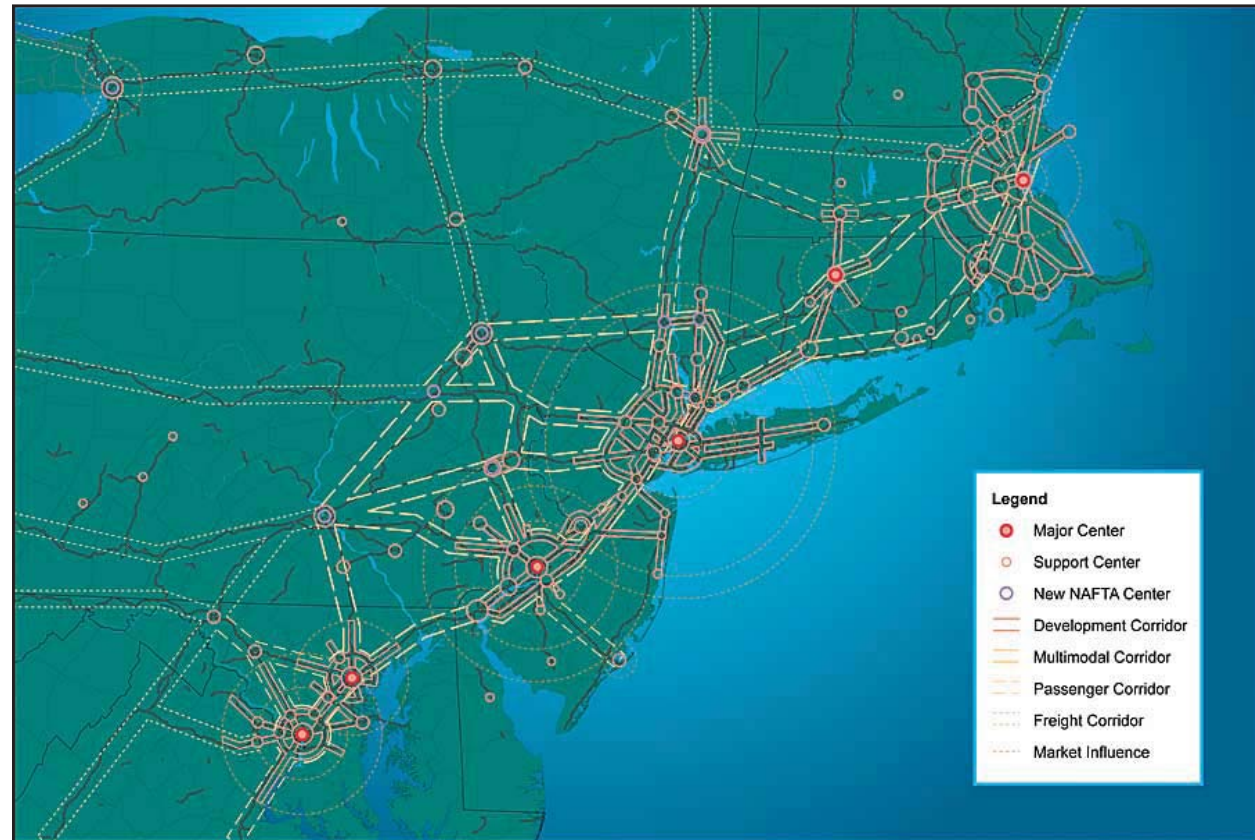 Legend
Major Center
Support Center
New NAFTA Center
Development Corridor
Multimodal Corridor
Passenger Corridor
Freight Corridor
Market Influence